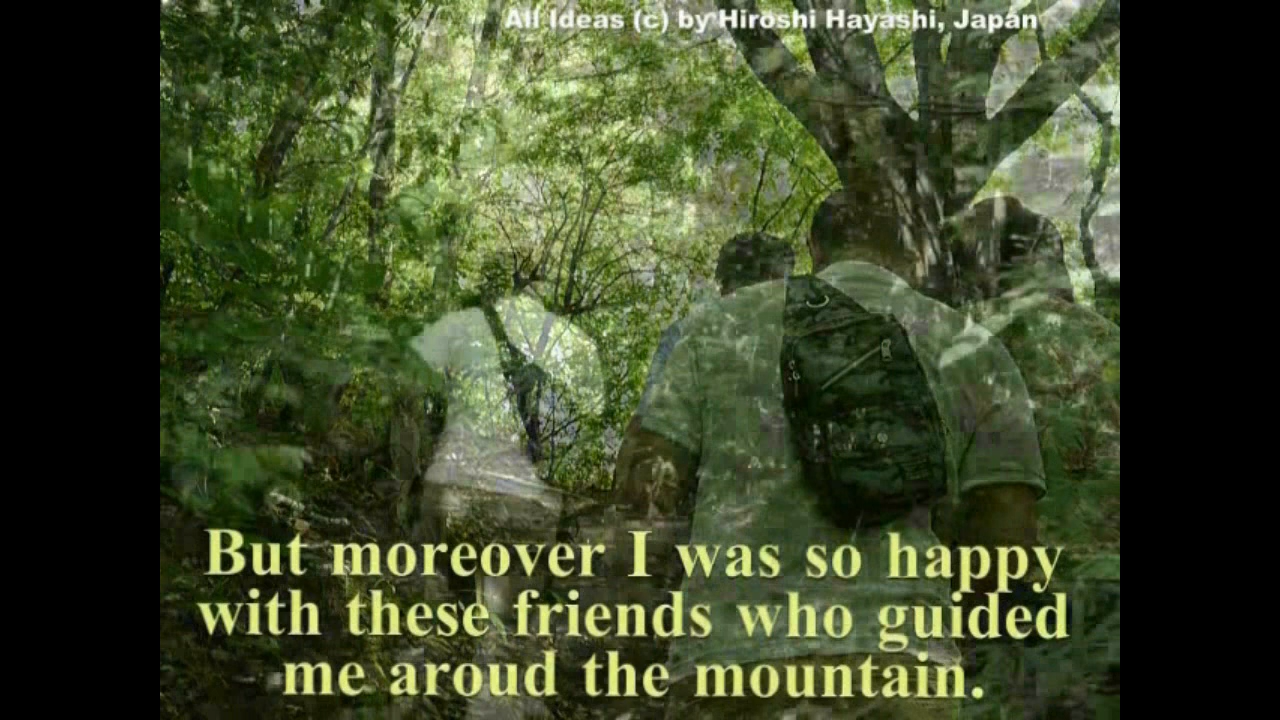 All Ideas (c) by Hiroshi Hayashi, Japan
But moreover I was so happy
with these friends who guided
me aroud the mountain.